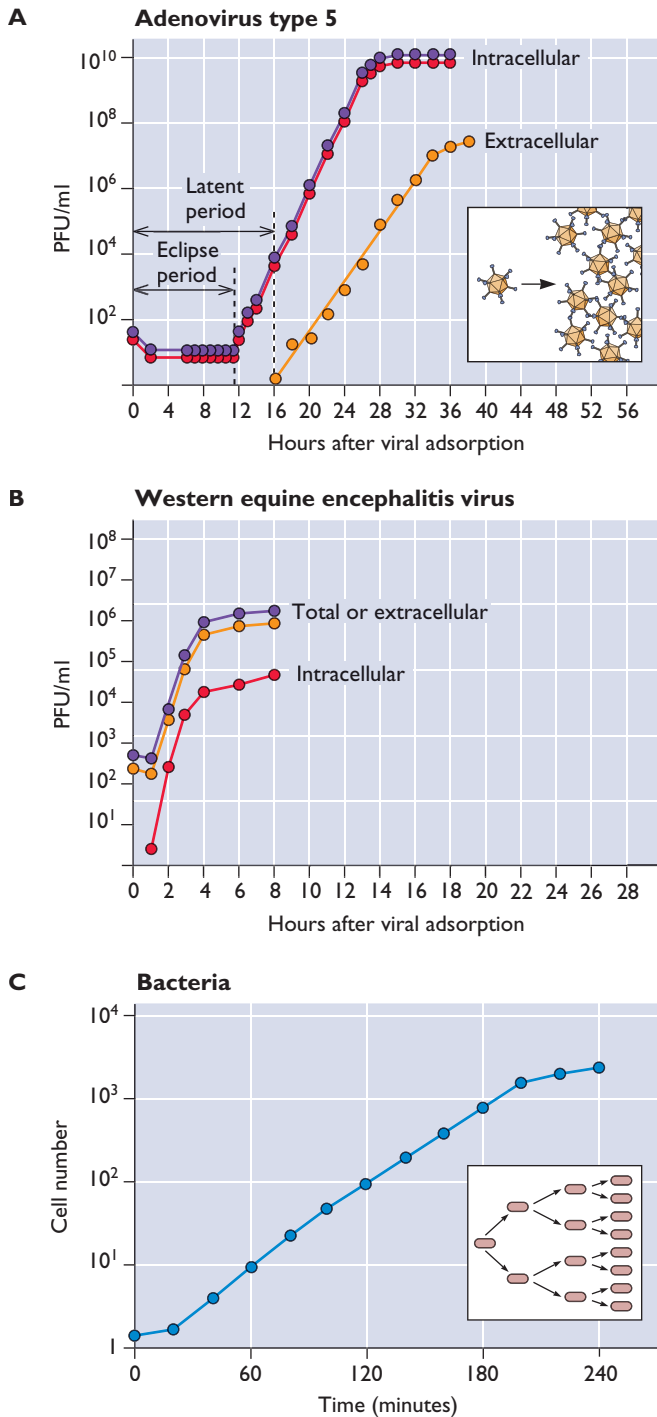 A Adenovirus type 5
10¹⁰
10⁸
10⁶
10⁴
10²
PFU/ml
Intracellular
Extracellular
Latent
period
Eclipse
period
0 4 6 8 12 16 20 24 28 32 36 40 44 48 52 56
Hours after viral adsorption
B Western equine encephalitis virus
10⁸
10⁷
10⁶
10⁵
10⁴
10³
10²
10¹
PFU/ml
Total or extracellular
Intracellular
0 2 4 6 8 10 12 14 16 18 20 22 24 26 28
Hours after viral adsorption
C Bacteria
10⁴
10³
10²
10¹
1
Cell number
0 60 120 180 240
Time (minutes)